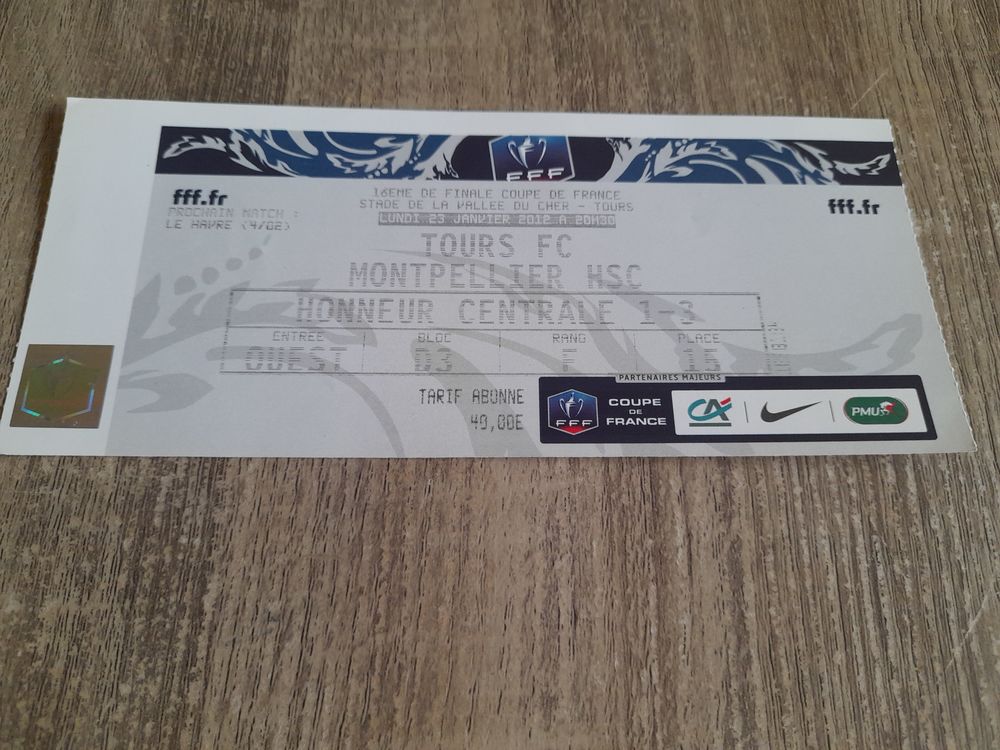 FFF
fff.fr
16EME DE FINALE COUPE DE FRANCE
STADE DE LA VALLEE DU CHER - TOURS
fff.fr
PROCHAIN MATCH :
LE HAVRE (4/02)
LUNDI 23 JANVIER 2012 A 20H30
TOURS FC
MONTPELLIER HSC
HONNEUR CENTRALE 1-3
ENTREE BLOC RANG PLACE
OUEST D3 F 15
TARIF ABONNE
40,00E
PARTENAIRES MAJEURS
FFF
COUPE
DE
FRANCE
CA
PMU